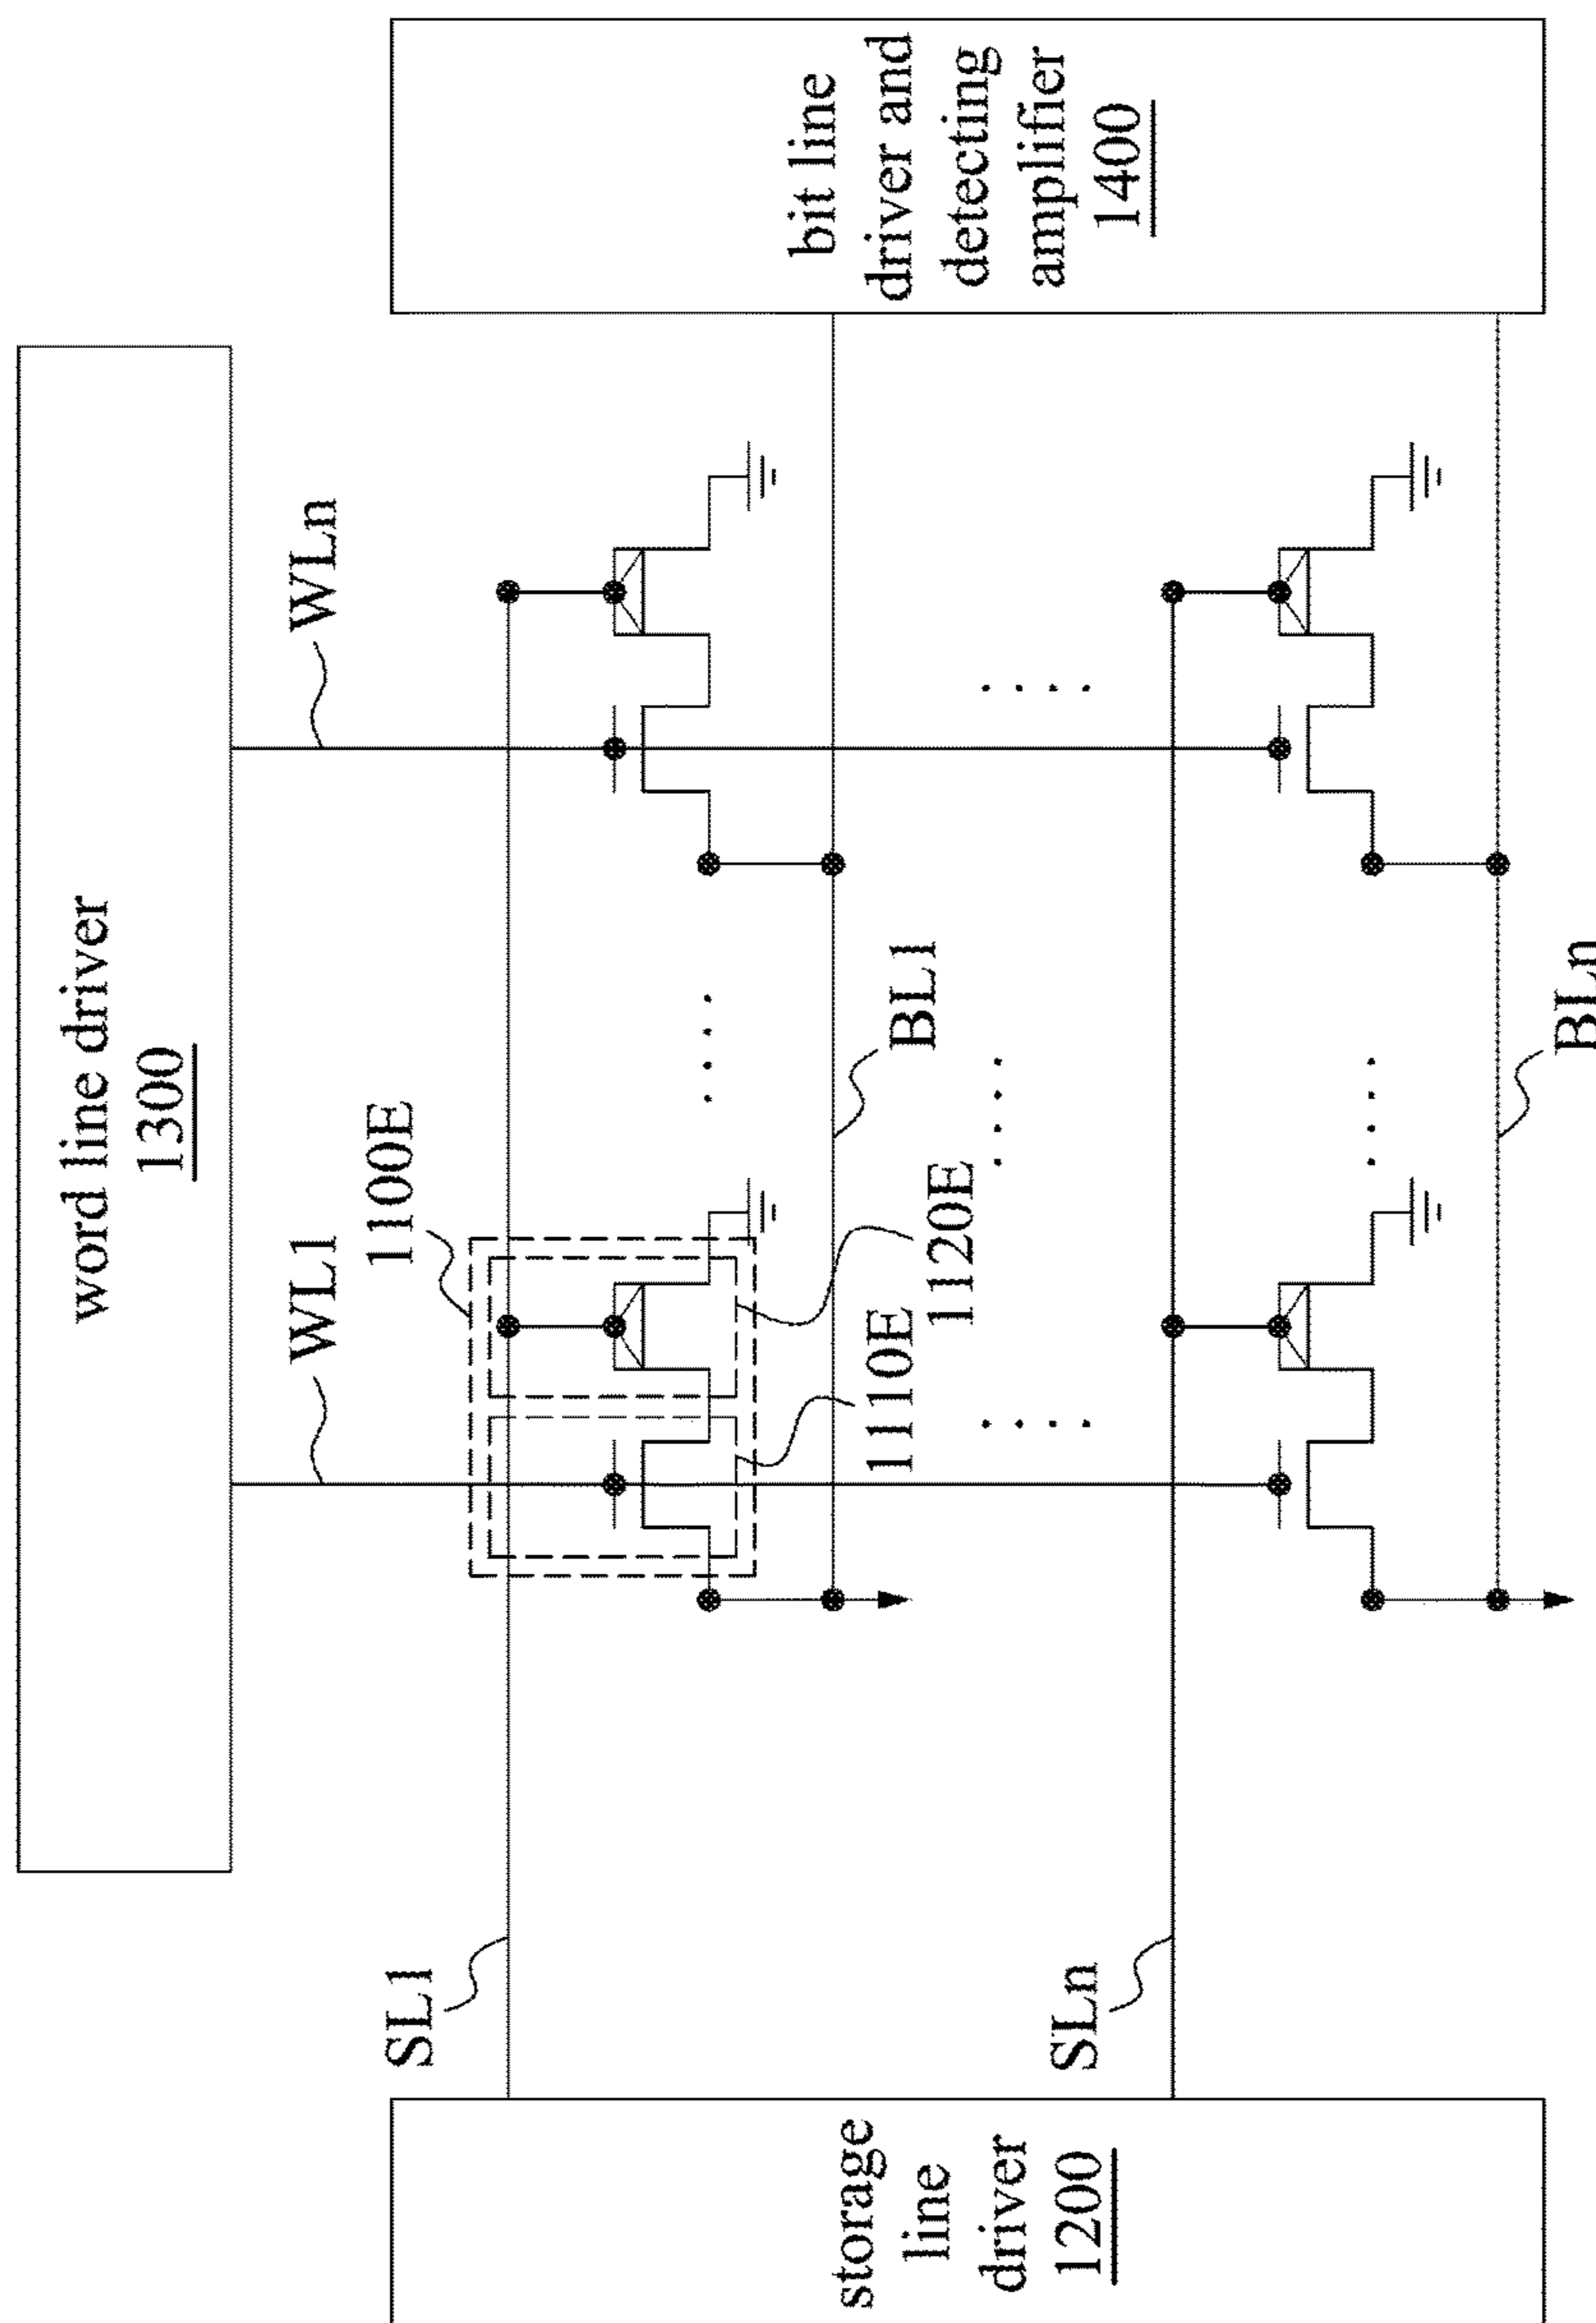 word line driver
1300
bit line
driver and
detecting
amplifier
1400
storage
line
driver
1200
WL1
WLn
1100E
SL1
1110E
1120E
BL1
SLn
BLn